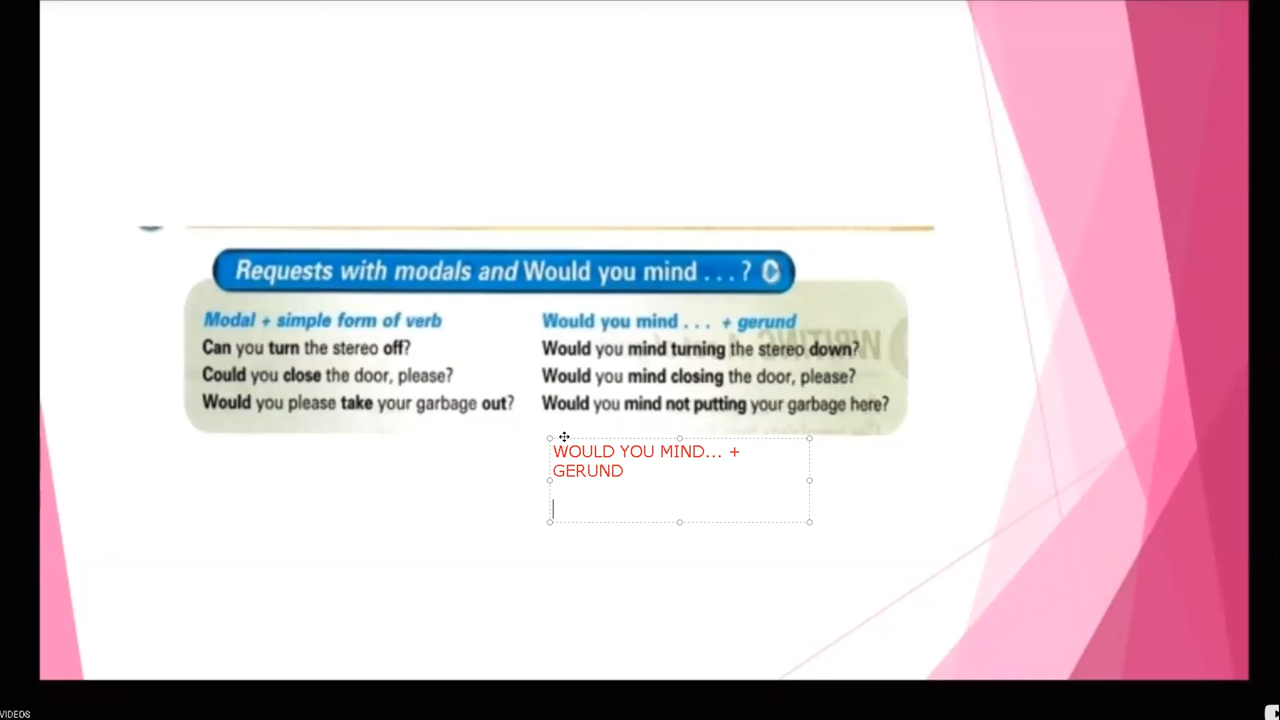 Requests with modals and Would you mind . . . ?
Modal + simple form of verb
Can you turn the stereo off?
Could you close the door, please?
Would you please take your garbage out?
Would you mind . . . + gerund
Would you mind turning the stereo down?
Would you mind closing the door, please?
Would you mind not putting your garbage here?
WOULD YOU MIND... +
GERUND
VIDEOS